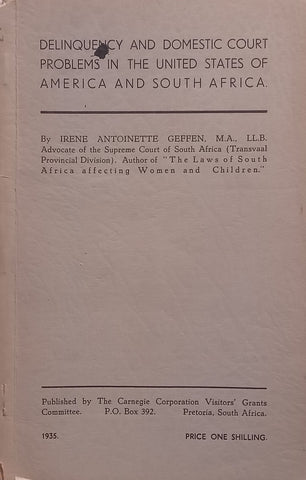 DELINQUENCY AND DOMESTIC COURT
PROBLEMS IN THE UNITED STATES OF
AMERICA AND SOUTH AFRICA.
By IRENE ANTOINETTE GEFFEN, M.A., LL.B.
Advocate of the Supreme Court of South Africa (Transvaal
Provincial Division). Author of "The Laws of South
Africa affecting Women and Children."
Published by The Carnegie Corporation Visitors' Grants
Committee. P.O. Box 392. Pretoria, South Africa.
1935. PRICE ONE SHILLING.